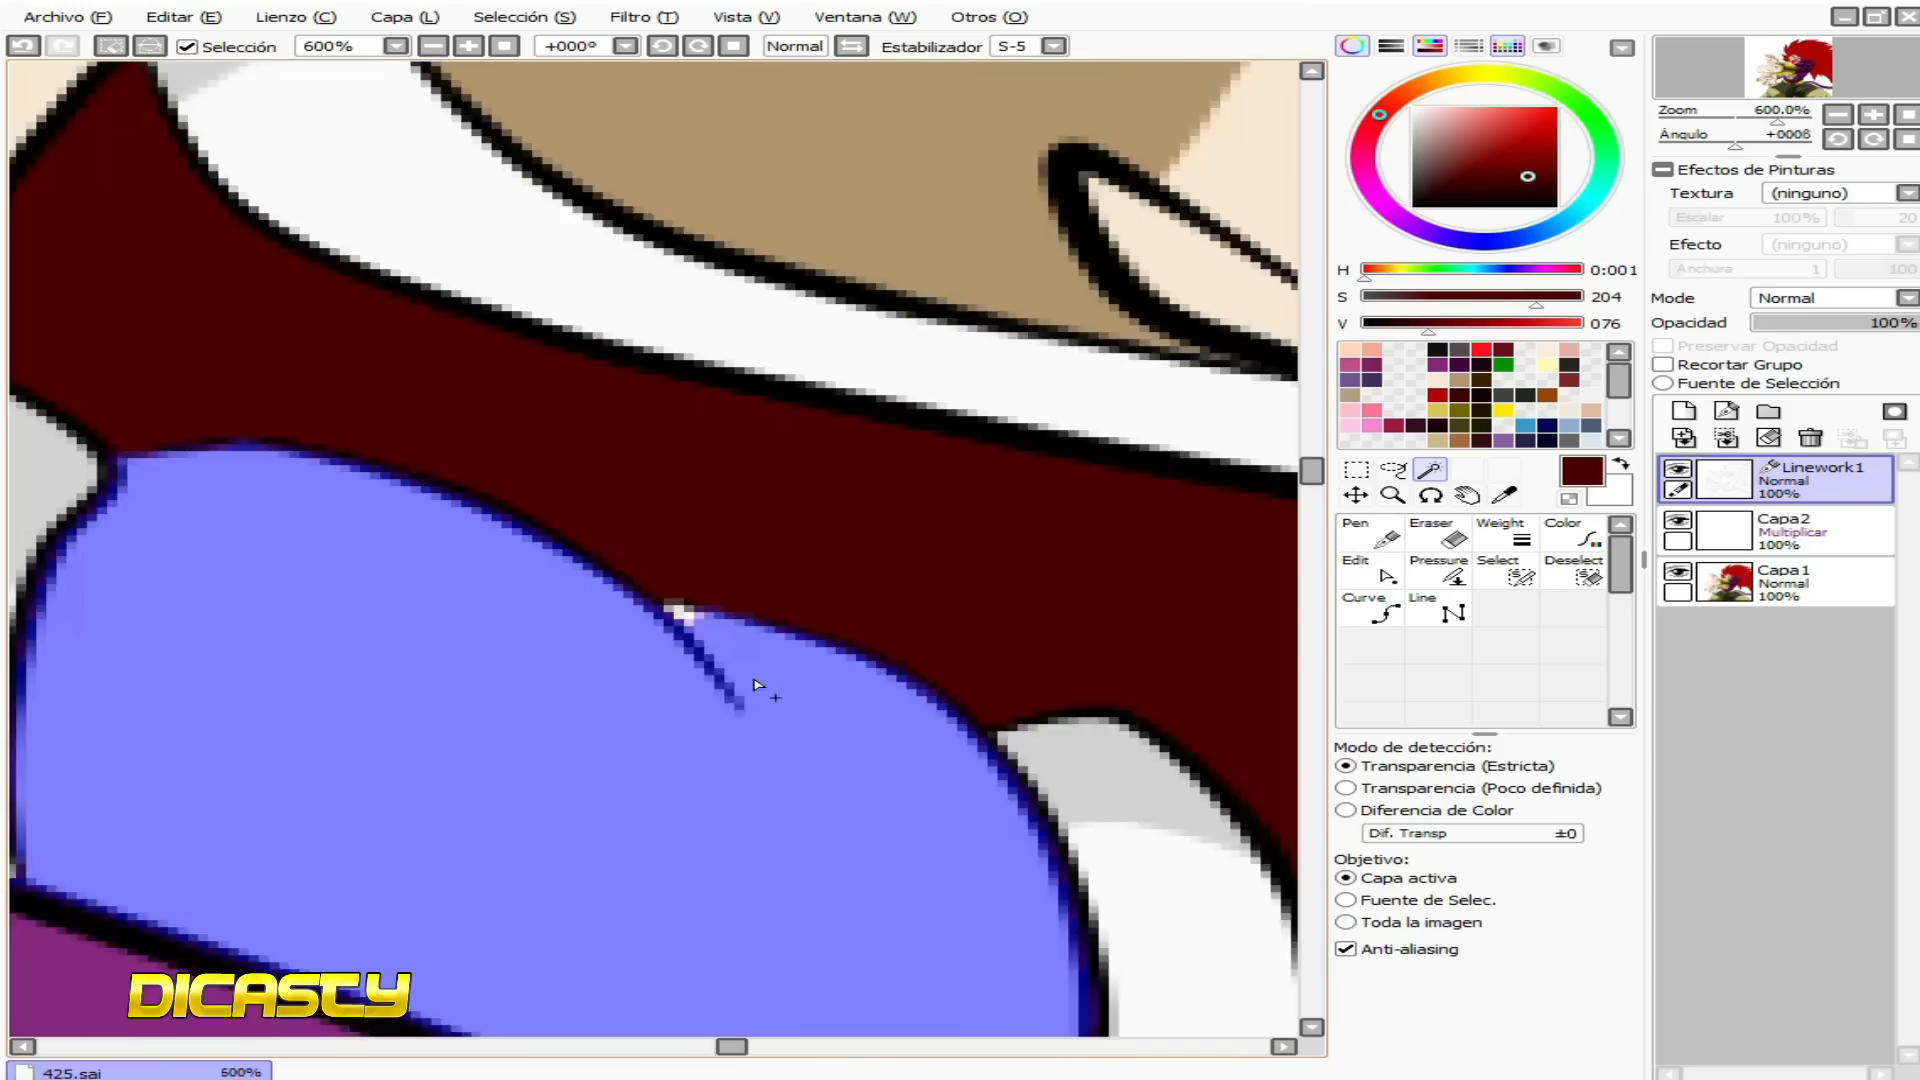 Archivo (F) Editar (E) Lienzo (C) Capa (L) Selección (S) Filtro (T) Vista (V) Ventana (W) Otros (O)
Selección 600% +000° Normal Estabilizador S-5
Zoom 600.0%
Ángulo +000ß
Efectos de Pinturas
Textura (ninguno)
Escalar 100% 20
Efecto (ninguno)
Anchura 1 100
Mode Normal
Opacidad 100%
Preservar Opacidad
Recortar Grupo
Fuente de Selección
Linework1
Normal
100%
Capa2
Multiplicar
100%
Capa1
Normal
100%
H 0:001
S 204
V 076
Pen Eraser Weight Color
Edit Pressure Select Deselect
Curve Line
Modo de detección:
Transparencia (Estricta)
Transparencia (Poco definida)
Diferencia de Color
Dif. Transp ±0
Objetivo:
Capa activa
Fuente de Selec.
Toda la imagen
Anti-aliasing
DICASTY
425.sai 600%